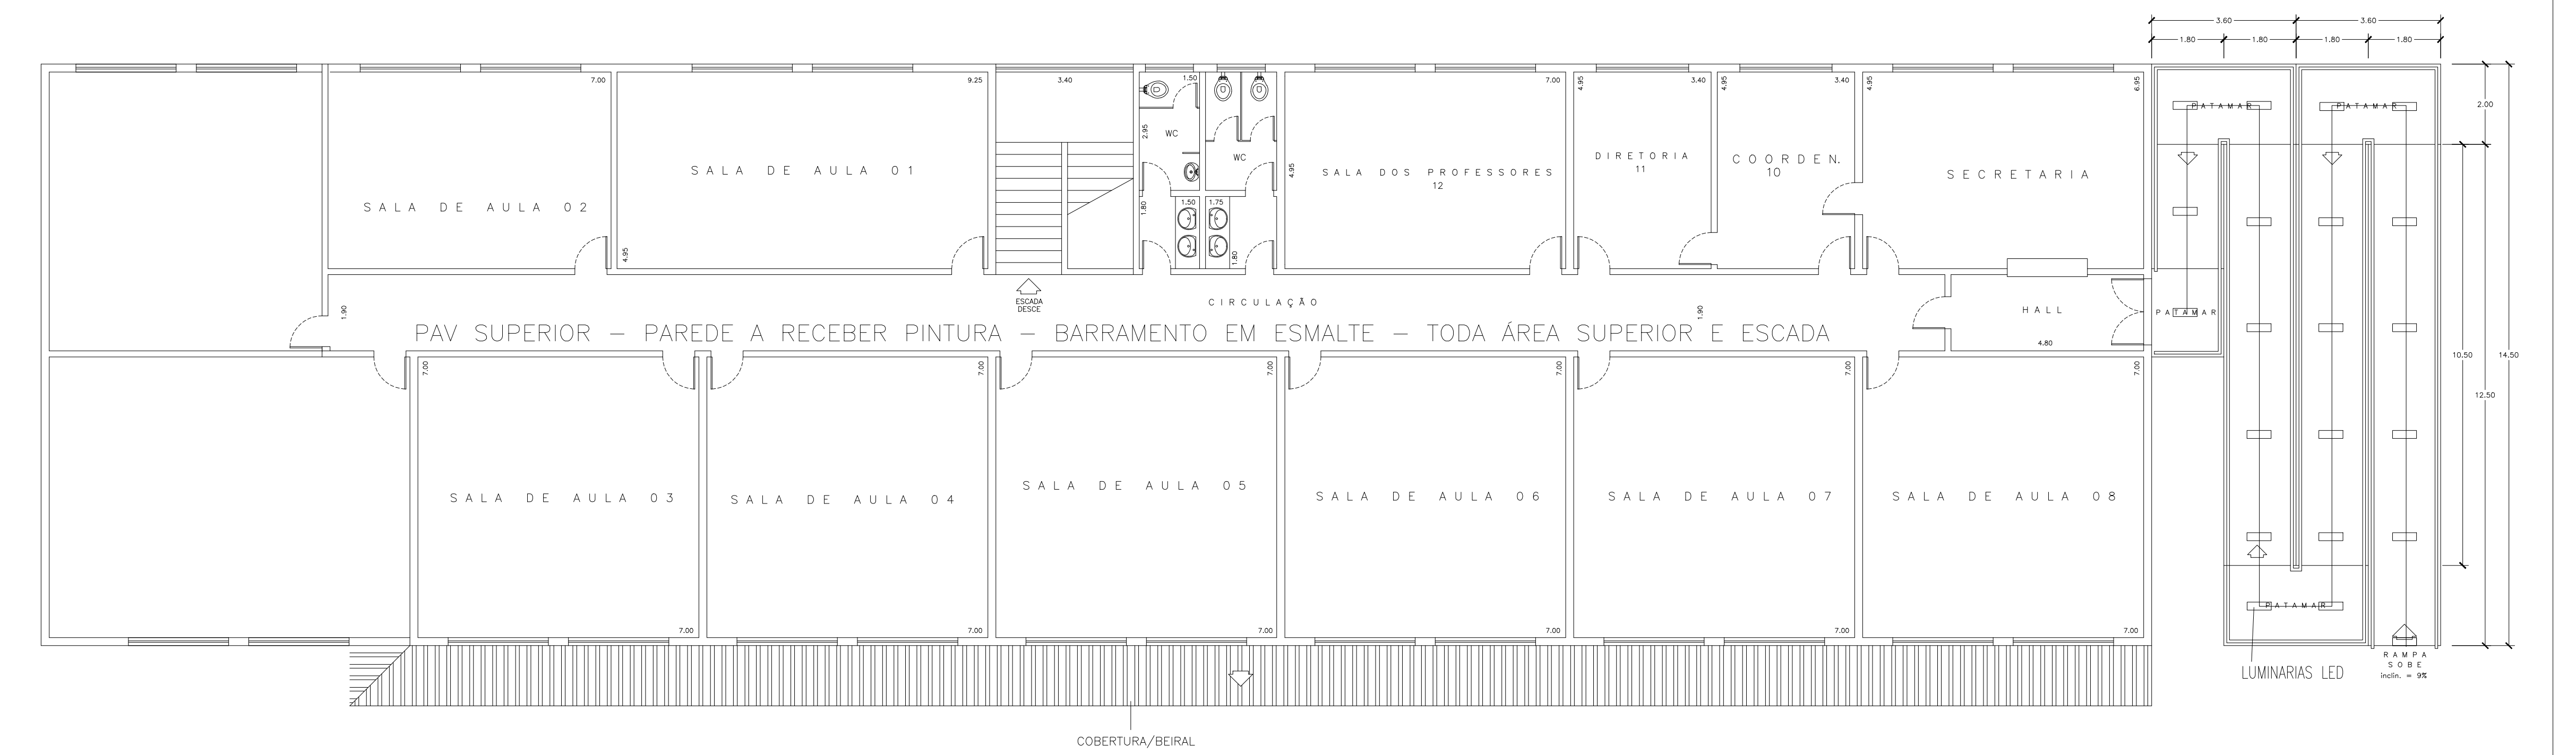 3.60
3.60
1.80
1.80
1.80
1.80
7.00
9.25
3.40
1.50
7.00
4.95
3.40
4.95
3.40
4.95
6.95
PATAMAR
PATAMAR
2.00
2.95
WC
WC
SALA DE AULA 01
4.95
SALA DOS PROFESSORES
12
DIRETORIA
11
COORDEN.
10
SECRETARIA
SALA DE AULA 02
1.80
1.50
1.75
4.95
1.80
ESCADA
DESCE
CIRCULAÇÃO
1.90
1.90
HALL
PATAMAR
PAV SUPERIOR – PAREDE A RECEBER PINTURA – BARRAMENTO EM ESMALTE – TODA ÁREA SUPERIOR E ESCADA
4.80
10.50
14.50
7.00
7.00
7.00
7.00
7.00
7.00
12.50
SALA DE AULA 03
SALA DE AULA 04
SALA DE AULA 05
SALA DE AULA 06
SALA DE AULA 07
SALA DE AULA 08
PATAMAR
7.00
7.00
7.00
7.00
7.00
7.00
RAMPA
SOBE
inclin. = 9%
LUMINARIAS LED
COBERTURA/BEIRAL